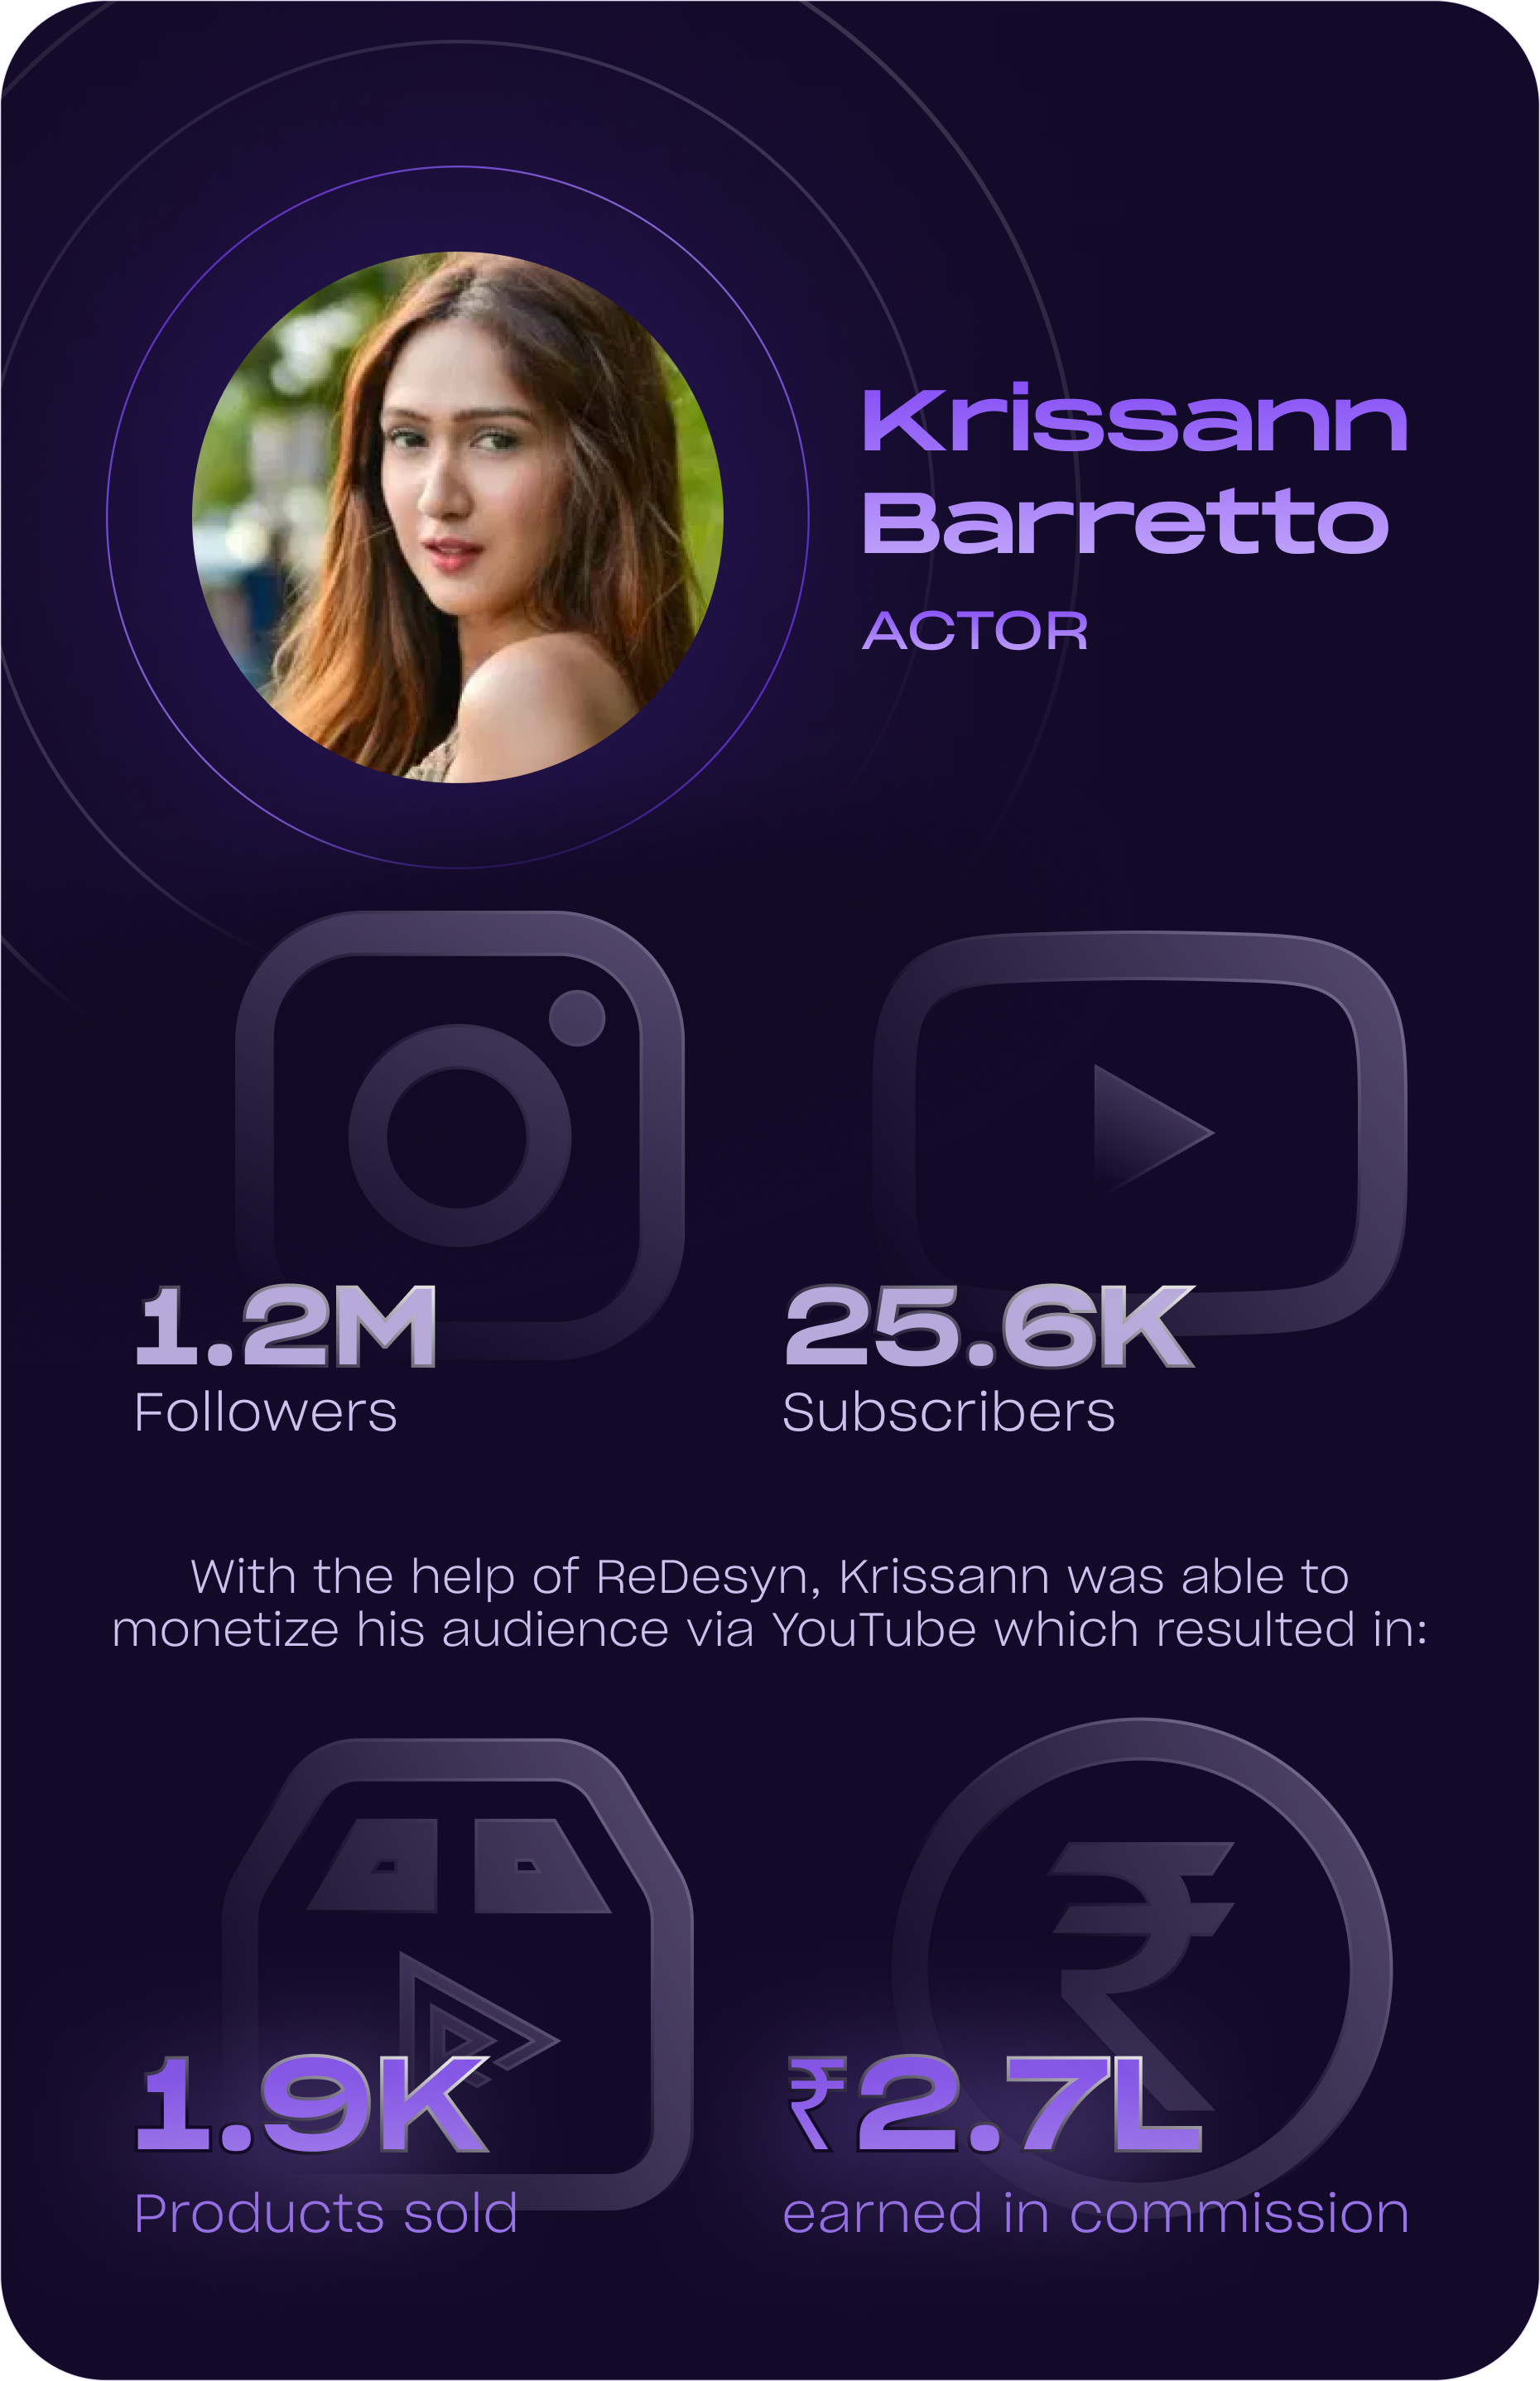 Krissann
Barretto
ACTOR
1.2M
Followers
25.6K
Subscribers
With the help of ReDesyn, Krissann was able to
monetize his audience via YouTube which resulted in:
1.9K
Products sold
₹2.7L
earned in commission